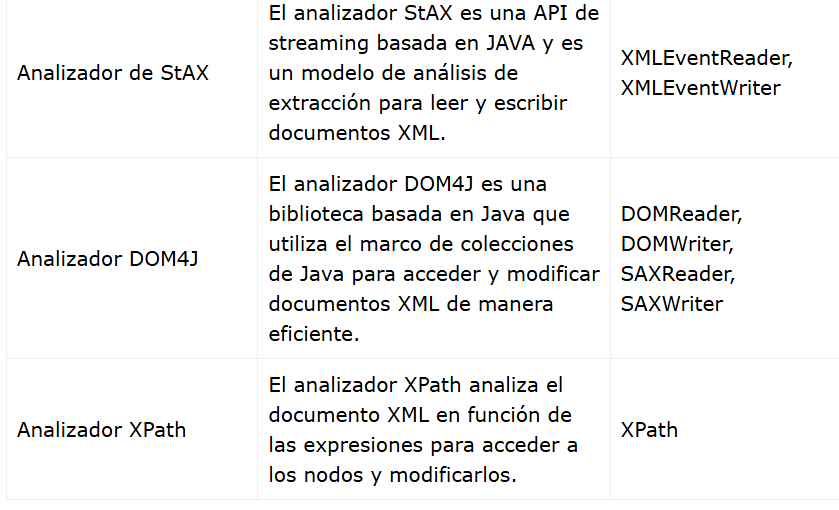 Analizador de StAX
El analizador StAX es una API de
streaming basada en JAVA y es
un modelo de análisis de
extracción para leer y escribir
documentos XML.
XMLEventReader,
XMLEventWriter
Analizador DOM4J
El analizador DOM4J es una
biblioteca basada en Java que
utiliza el marco de colecciones
de Java para acceder y modificar
documentos XML de manera
eficiente.
DOMReader,
DOMWriter,
SAXReader,
SAXWriter
Analizador XPath
El analizador XPath analiza el
documento XML en función de
las expresiones para acceder a
los nodos y modificarlos.
XPath